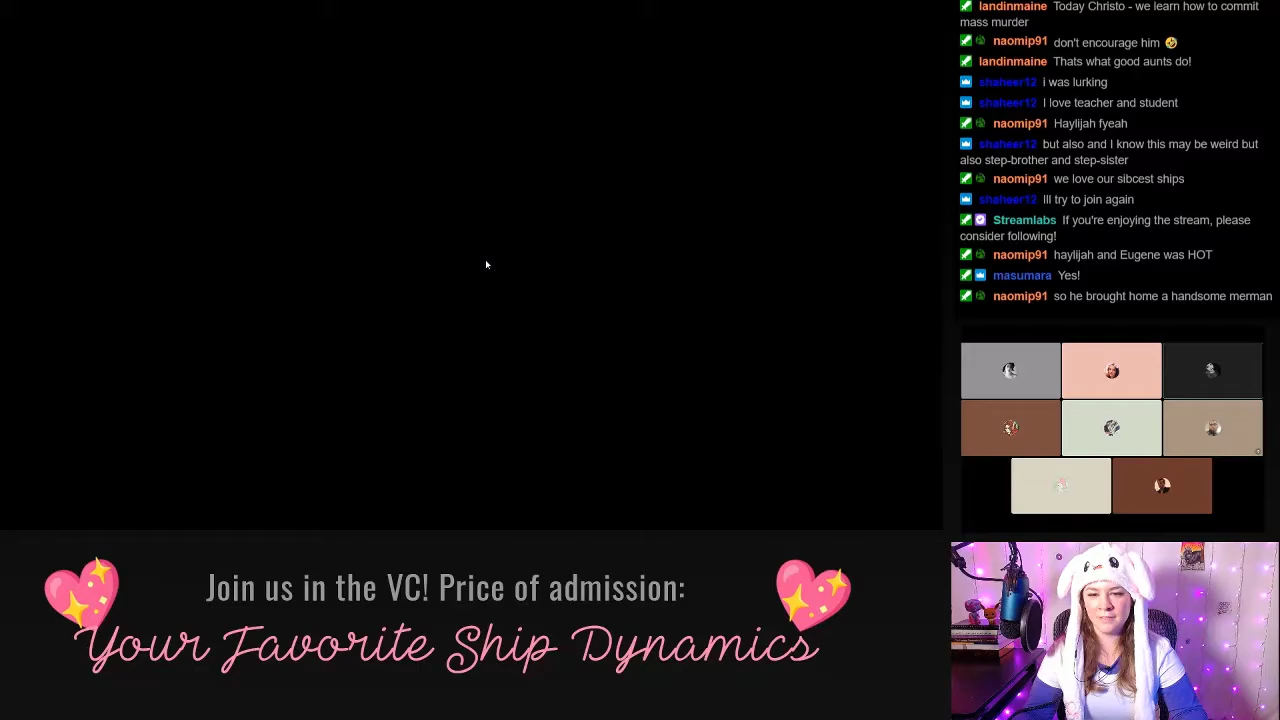 landinmaine Today Christo - we learn how to commit
mass murder
naomip91 don't encourage him 🤣
landinmaine Thats what good aunts do!
shaheer12 i was lurking
shaheer12 I love teacher and student
naomip91 Haylijah fyeah
shaheer12 but also and I know this may be weird but
also step-brother and step-sister
naomip91 we love our sibcest ships
shaheer12 Ill try to join again
Streamlabs If you're enjoying the stream, please
consider following!
naomip91 haylijah and Eugene was HOT
masumara Yes!
naomip91 so he brought home a handsome merman
Join us in the VC! Price of admission:
Your Favorite Ship Dynamics